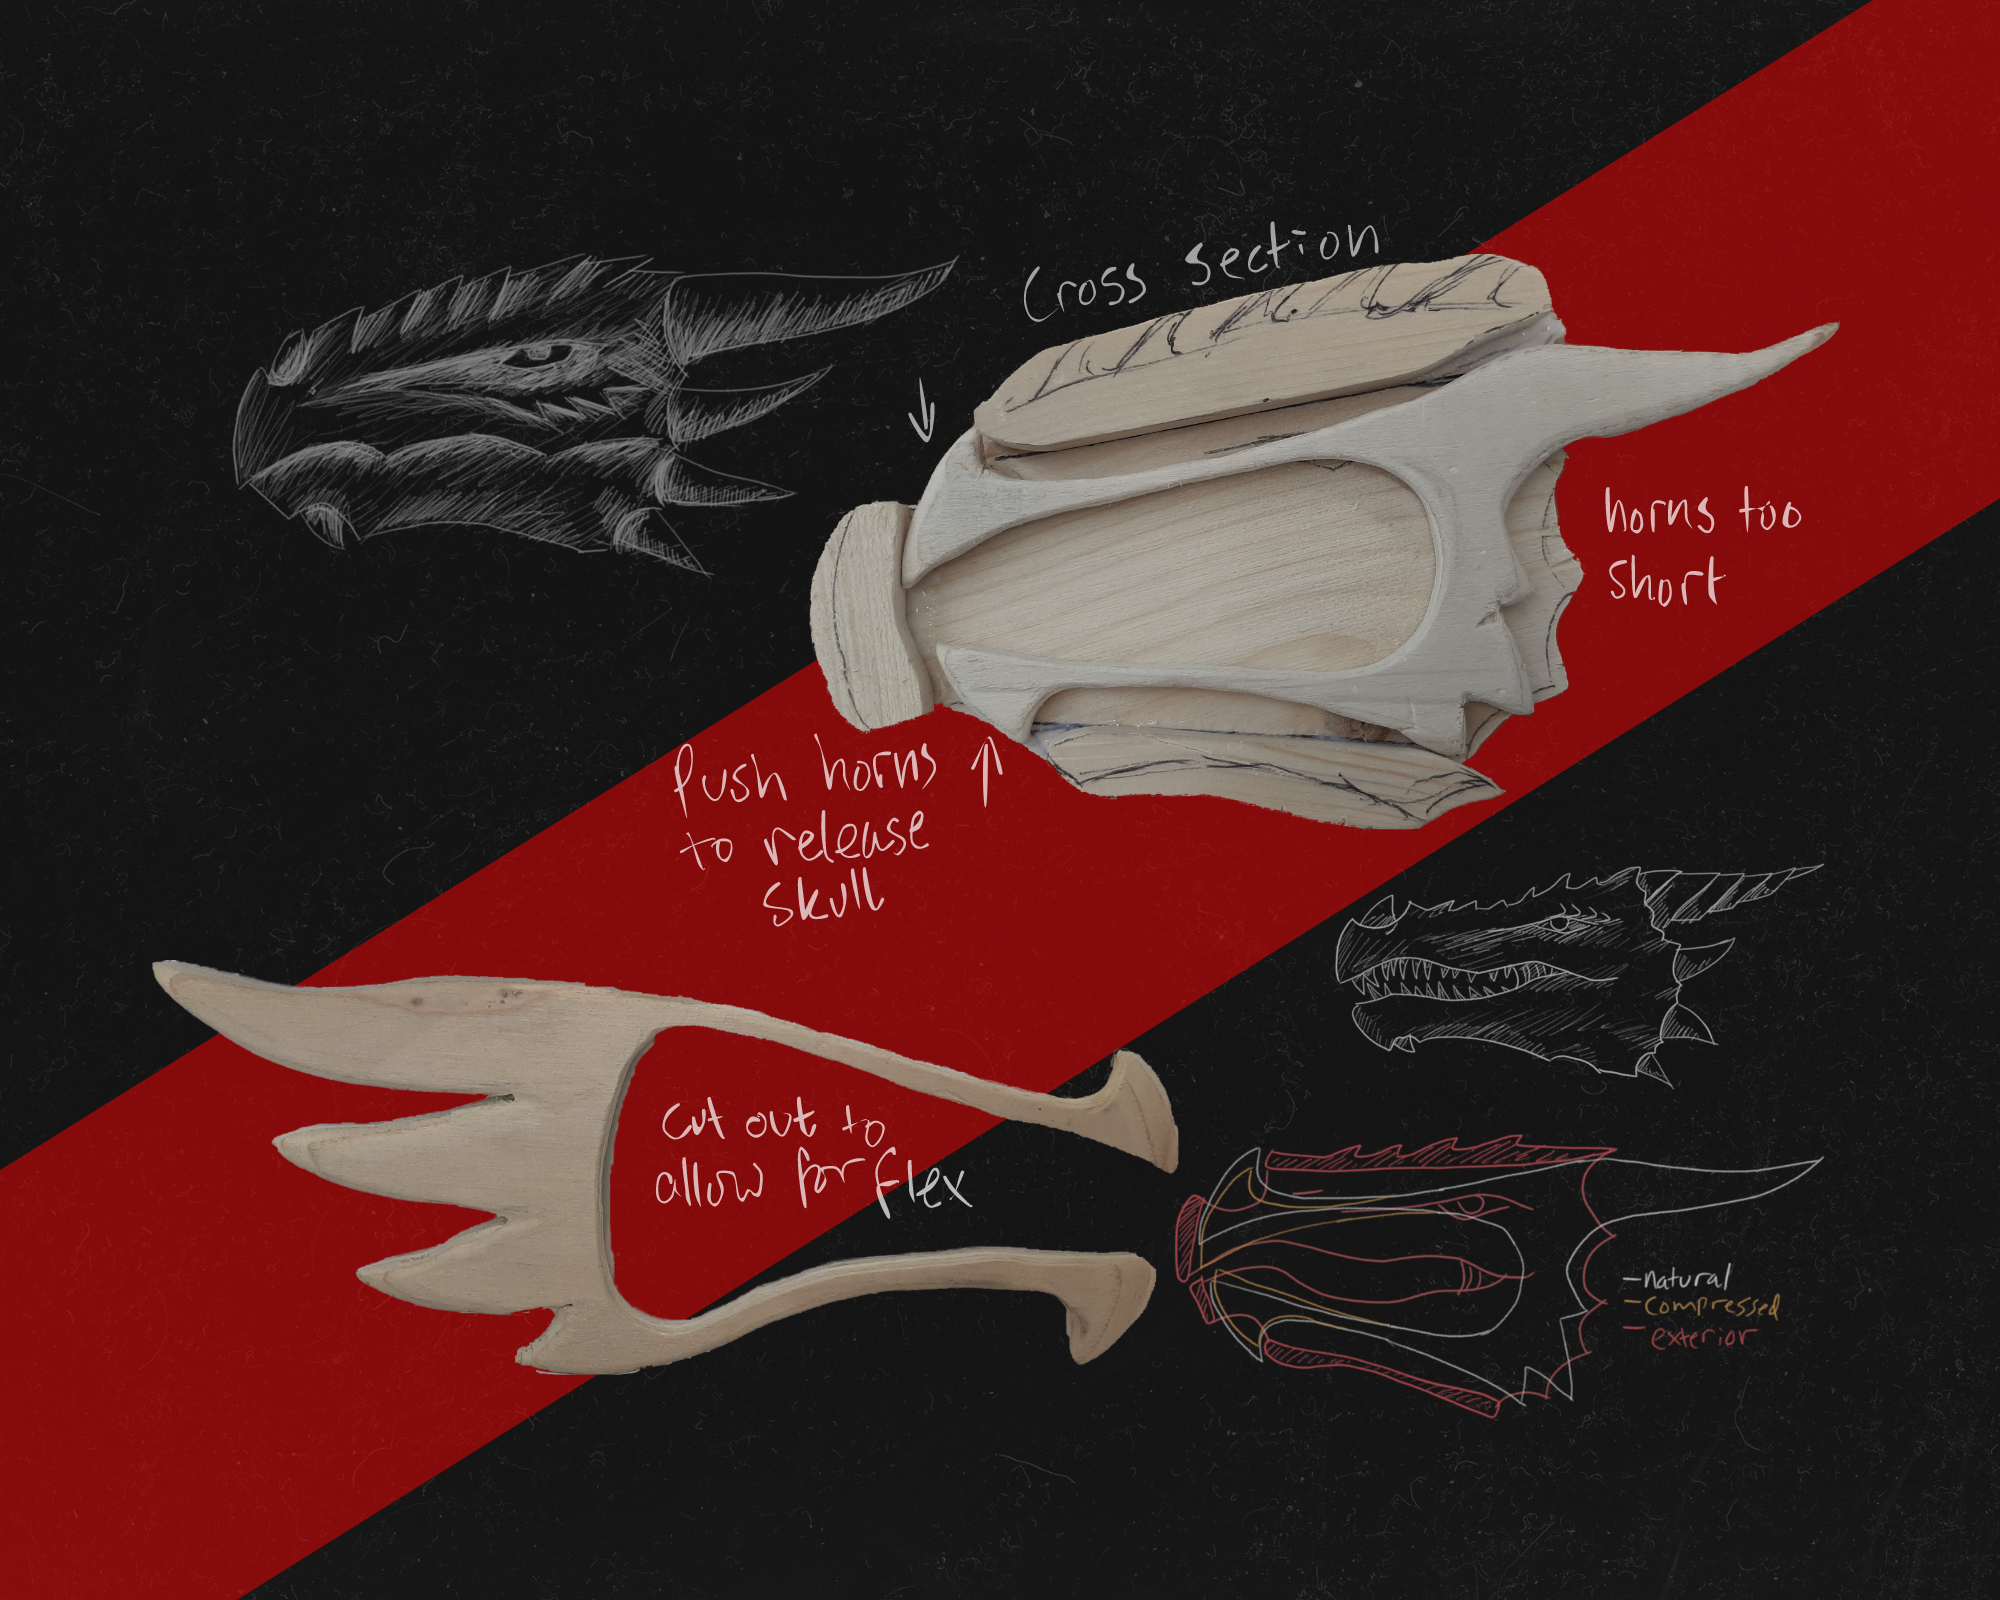 Cross section
horns too
short
Push horns
to release
skull
Cut out to
allow for flex
-natural
-compressed
-exterior